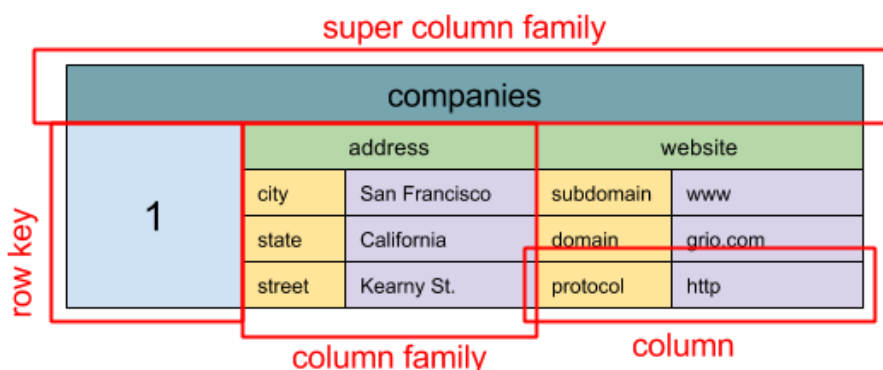 super column family
companies
address website
city San Francisco subdomain www
1
state California domain grio.com
row key
street Kearny St. protocol http
column family
column